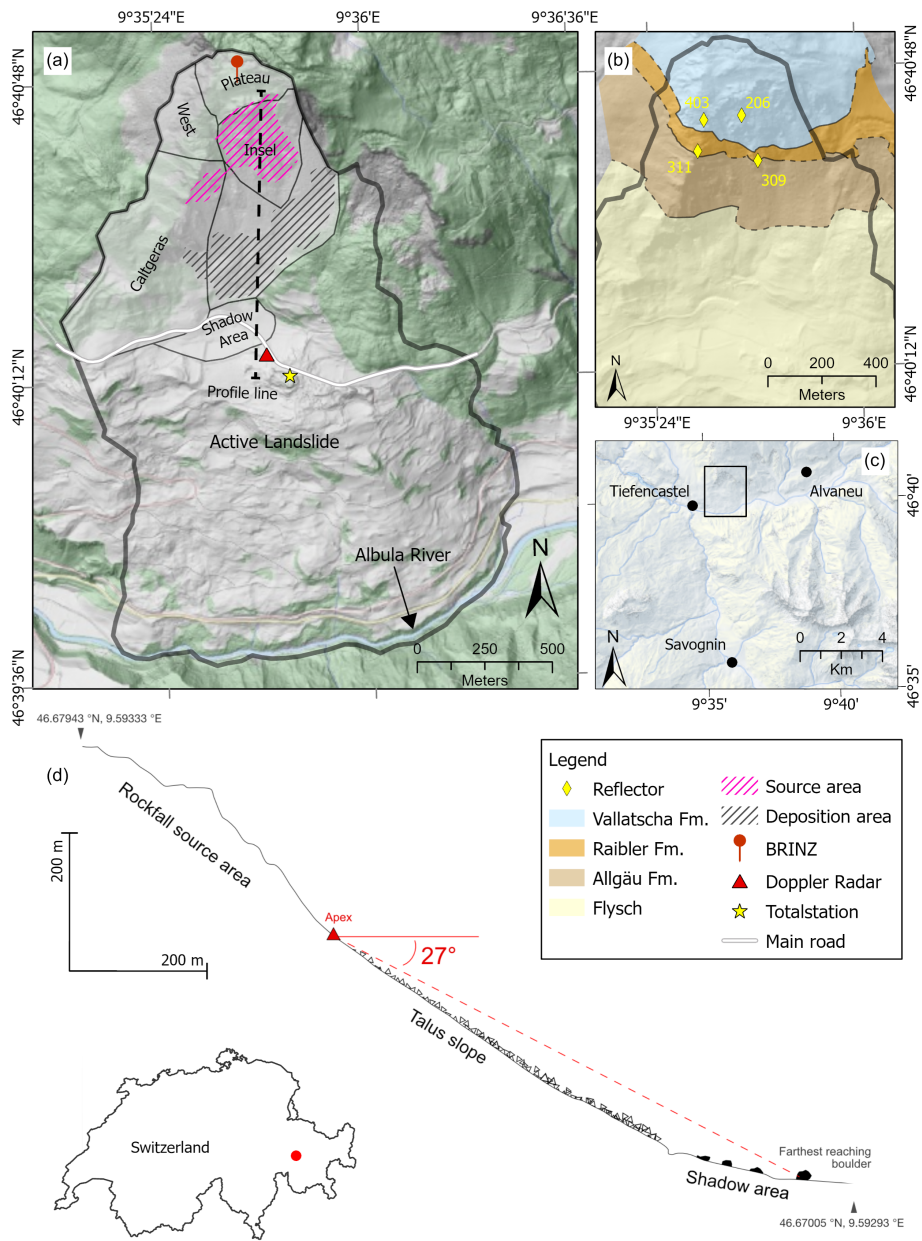 9°35'24"E 9°36'E 9°36'36"E
(a)
46°40'48"N
Plateau
West
Insel
Caltgeras
Shadow
Area
46°40'12"N
Profile line
Active Landslide
Albula River
N
0 250 500
Meters
46°39'36"N
(b)
46°40'48"N
403 206
311 309
46°40'12"N
N
0 200 400
Meters
9°35'24"E 9°36'E
(c)
Tiefencastel
Alvaneu
46°40'
Savognin
N
0 2 4
Km
46°35'
9°35' 9°40'
46.67943 °N, 9.59333 °E
(d)
Rockfall source area
200 m
200 m
Apex
27°
Talus slope
Farthest reaching
boulder
Shadow area
46.67005 °N, 9.59293 °E
Switzerland
Legend
Reflector
Vallatscha Fm.
Raibler Fm.
Allgäu Fm.
Flysch
Source area
Deposition area
BRINZ
Doppler Radar
Totalstation
Main road